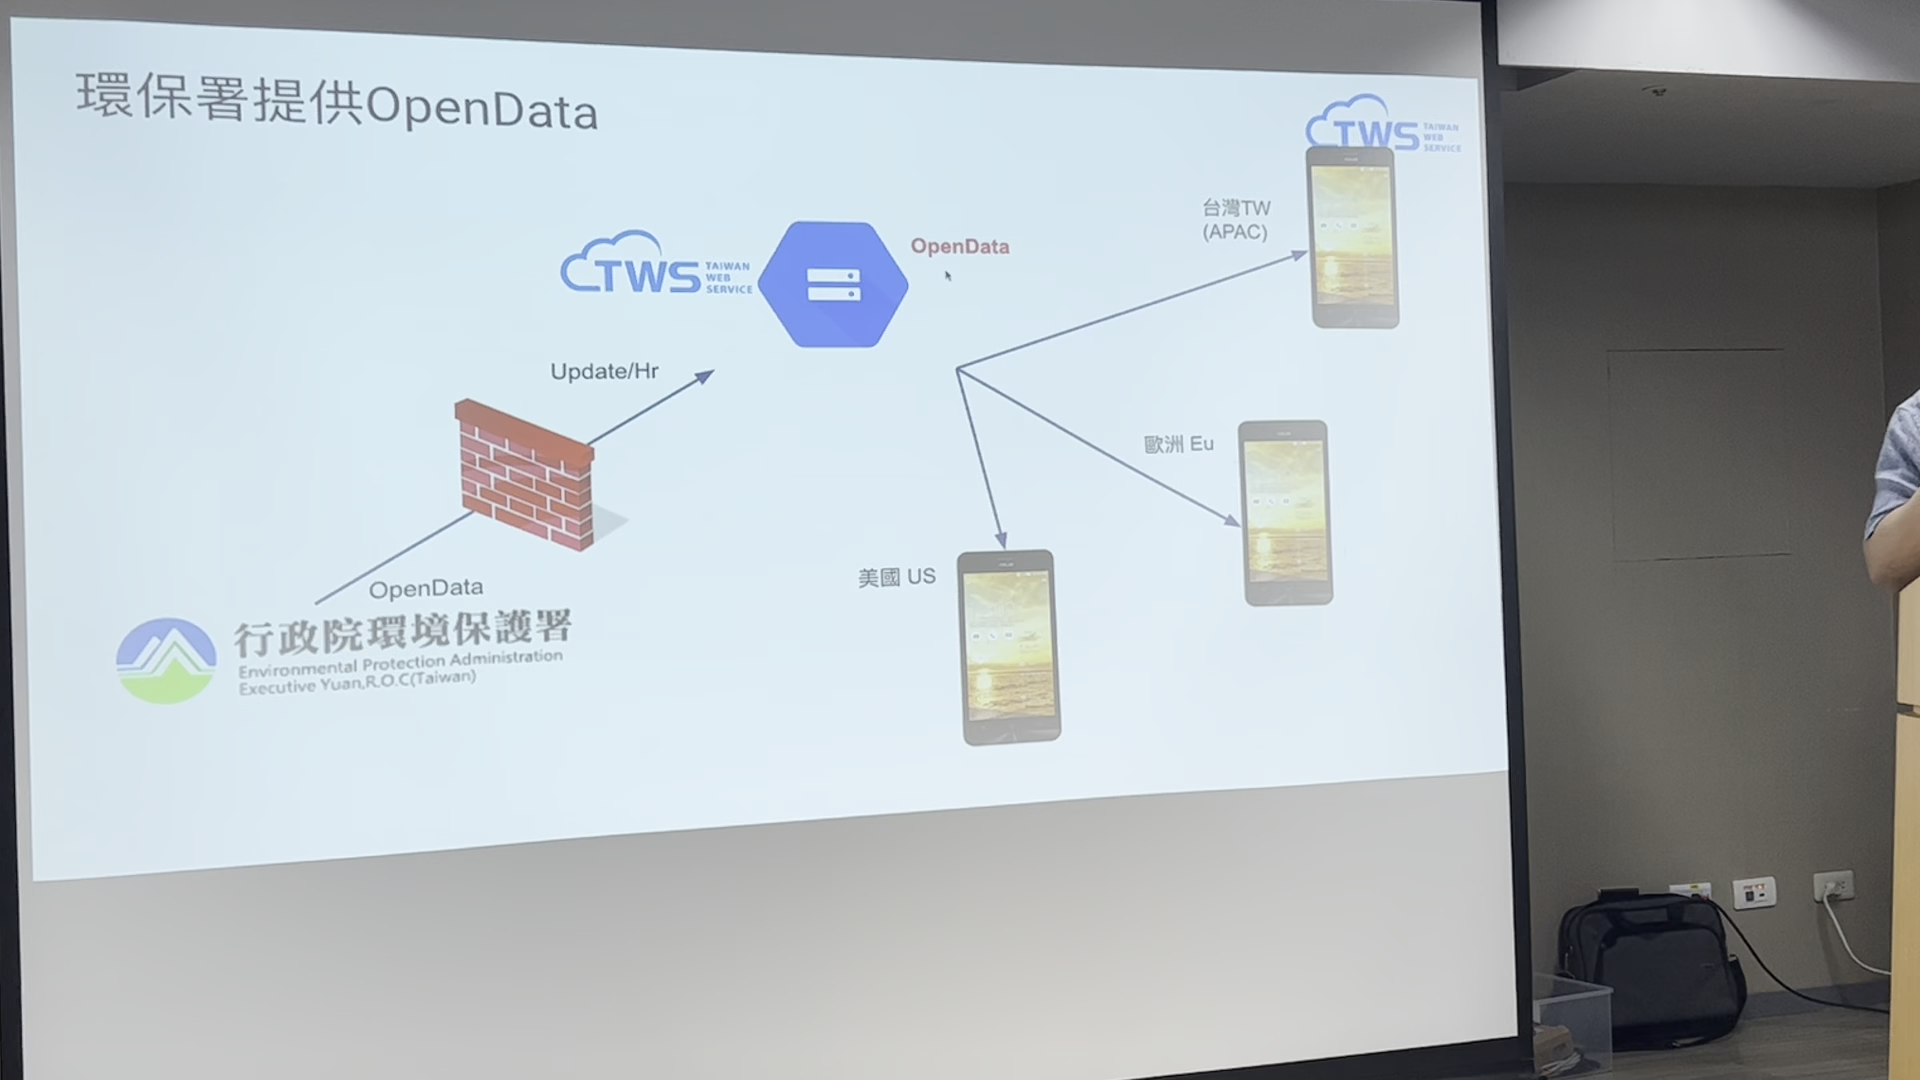 環保署提供OpenData
TWS
TAIWAN
WEB
SERVICE
TWS
TAIWAN
WEB
SERVICE
OpenData
台灣TW
(APAC)
Update/Hr
歐洲 Eu
美國 US
OpenData
行政院環境保護署
Environmental Protection Administration
Executive Yuan,R.O.C(Taiwan)